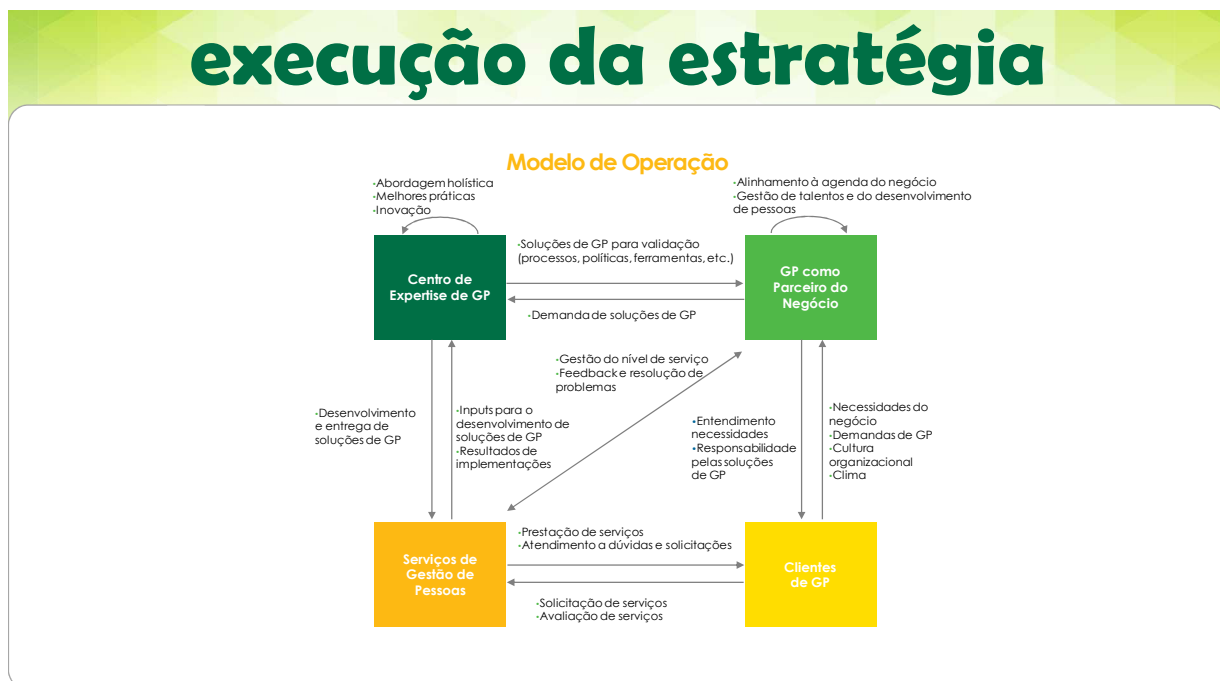 execução da estratégia
Modelo de Operação
•Abordagem holística
•Melhores práticas
•Inovação
•Alinhamento à agenda do negócio
•Gestão de talentos e do desenvolvimento
de pessoas
Centro de
Expertise de GP
•Soluções de GP para validação
(processos, políticas, ferramentas, etc.)
•Demanda de soluções de GP
GP como
Parceiro do
Negócio
•Gestão do nível de serviço
•Feedback e resolução de
problemas
•Desenvolvimento
e entrega de
soluções de GP
•Inputs para o
desenvolvimento de
soluções de GP
•Resultados de
implementações
•Entendimento
necessidades
•Responsabilidade
pelas soluções
de GP
•Necessidades do
negócio
•Demandas de GP
•Cultura
organizacional
•Clima
Serviços de
Gestão de
Pessoas
•Prestação de serviços
•Atendimento a dúvidas e solicitações
•Solicitação de serviços
•Avaliação de serviços
Clientes
de GP